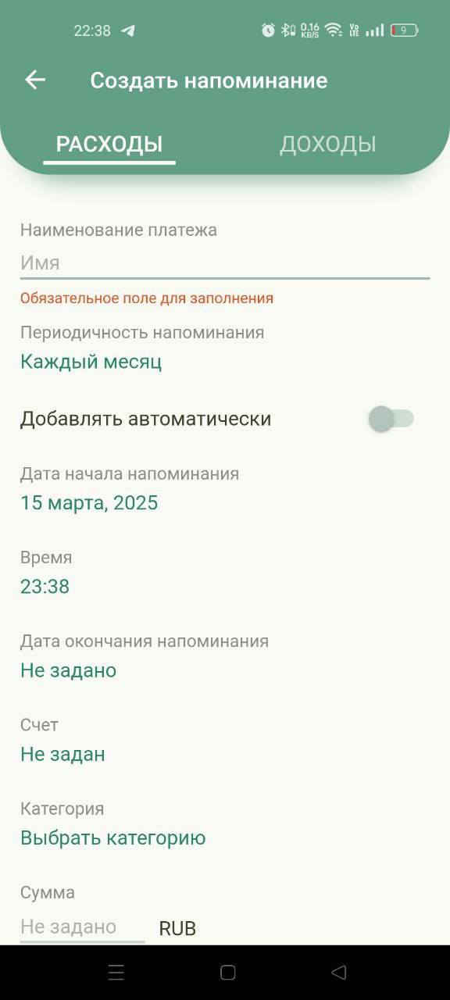 22:38
0.16
KB/S
Vo
LTE
9
Создать напоминание
РАСХОДЫ
ДОХОДЫ
Наименование платежа
Имя
Обязательное поле для заполнения
Периодичность напоминания
Каждый месяц
Добавлять автоматически
Дата начала напоминания
15 марта, 2025
Время
23:38
Дата окончания напоминания
Не задано
Счет
Не задан
Категория
Выбрать категорию
Сумма
Не задано RUB